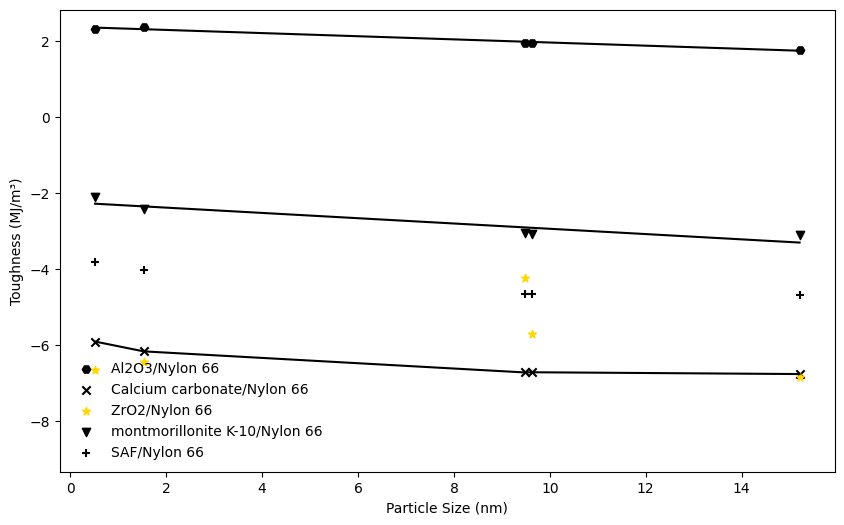 2
0
−2
−4
−6
−8
Toughness (MJ/m³)
Al2O3/Nylon 66
Calcium carbonate/Nylon 66
ZrO2/Nylon 66
montmorillonite K-10/Nylon 66
SAF/Nylon 66
0 2 4 6 8 10 12 14
Particle Size (nm)